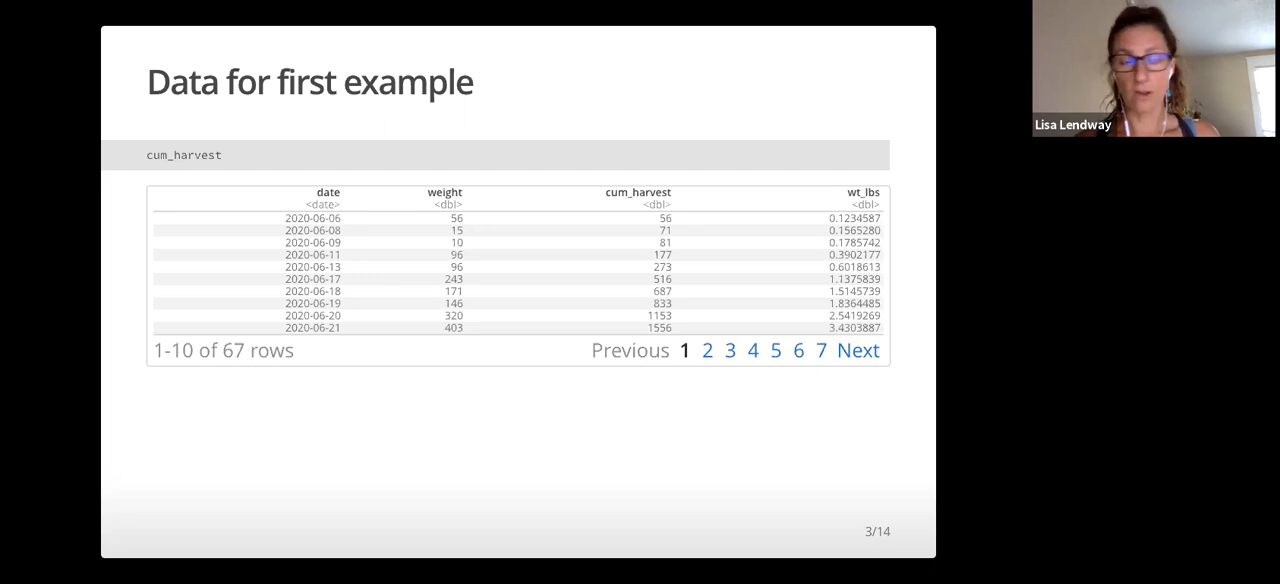 Data for first example
Lisa Lendway
cum_harvest
date weight cum_harvest wt_lbs
<date> <dbl> <dbl> <dbl>
2020-06-06 56 56 0.1234587
2020-06-08 15 71 0.1565280
2020-06-09 10 81 0.1785742
2020-06-11 96 177 0.3902177
2020-06-13 96 273 0.6018613
2020-06-17 243 516 1.1375839
2020-06-18 171 687 1.5145739
2020-06-19 146 833 1.8364485
2020-06-20 320 1153 2.5419269
2020-06-21 403 1556 3.4303887
1-10 of 67 rows Previous 1 2 3 4 5 6 7 Next
3/14